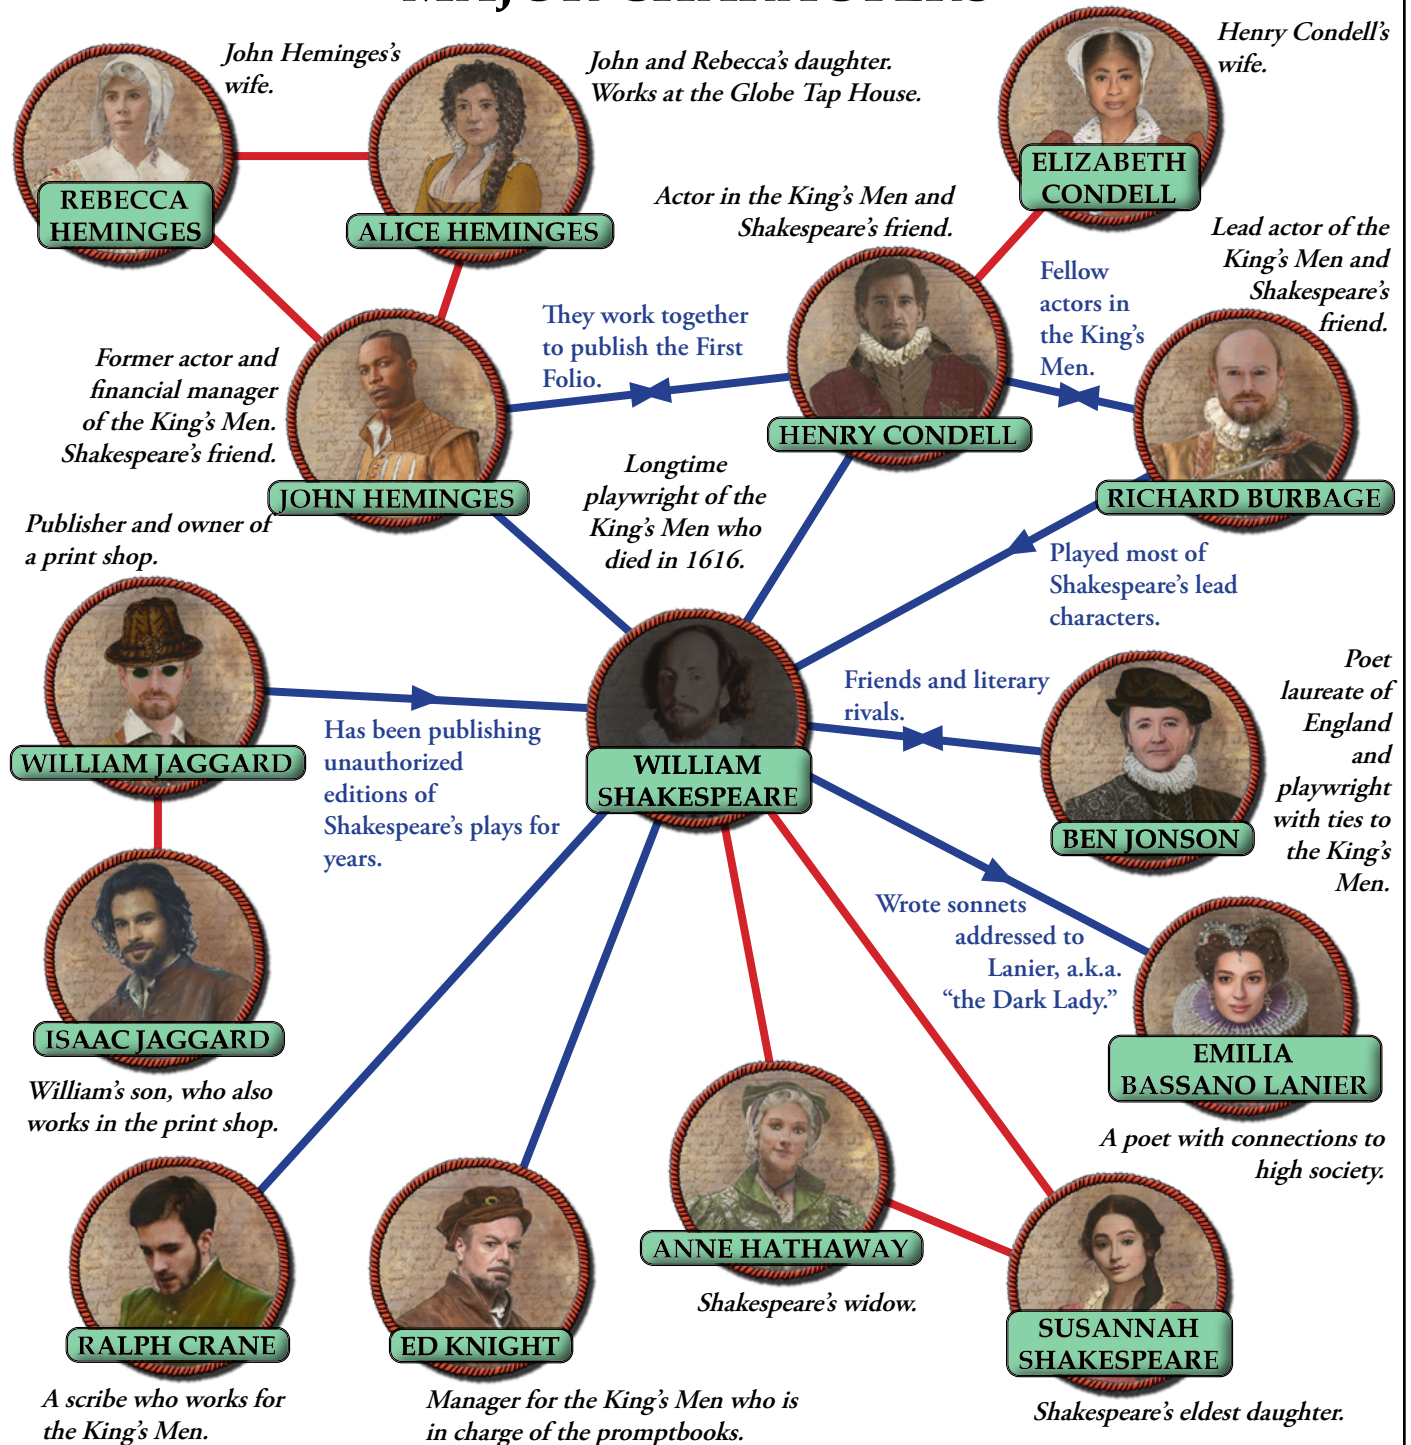 John Heminges's
wife.
John and Rebecca's daughter.
Works at the Globe Tap House.
Henry Condell's
wife.
REBECCA
HEMINGES
ALICE HEMINGES
ELIZABETH
CONDELL
Actor in the King's Men and
Shakespeare's friend.
Lead actor of the
King's Men and
Shakespeare's
friend.
Fellow
actors in
the King's
Men.
They work together
to publish the First
Folio.
Former actor and
financial manager
of the King's Men.
Shakespeare's friend.
HENRY CONDELL
JOHN HEMINGES
RICHARD BURBAGE
Longtime
playwright of the
King's Men who
died in 1616.
Publisher and owner of
a print shop.
Played most of
Shakespeare's lead
characters.
Friends and literary
rivals.
Poet
laureate of
England
and
playwright
with ties to
the King's
Men.
WILLIAM JAGGARD
Has been publishing
unauthorized
editions of
Shakespeare's plays for
years.
WILLIAM
SHAKESPEARE
BEN JONSON
Wrote sonnets
addressed to
Lanier, a.k.a.
“the Dark Lady.”
ISAAC JAGGARD
William's son, who also
works in the print shop.
EMILIA
BASSANO LANIER
A poet with connections to
high society.
ANNE HATHAWAY
Shakespeare's widow.
RALPH CRANE
A scribe who works for
the King's Men.
ED KNIGHT
Manager for the King's Men who is
in charge of the promptbooks.
SUSANNAH
SHAKESPEARE
Shakespeare's eldest daughter.